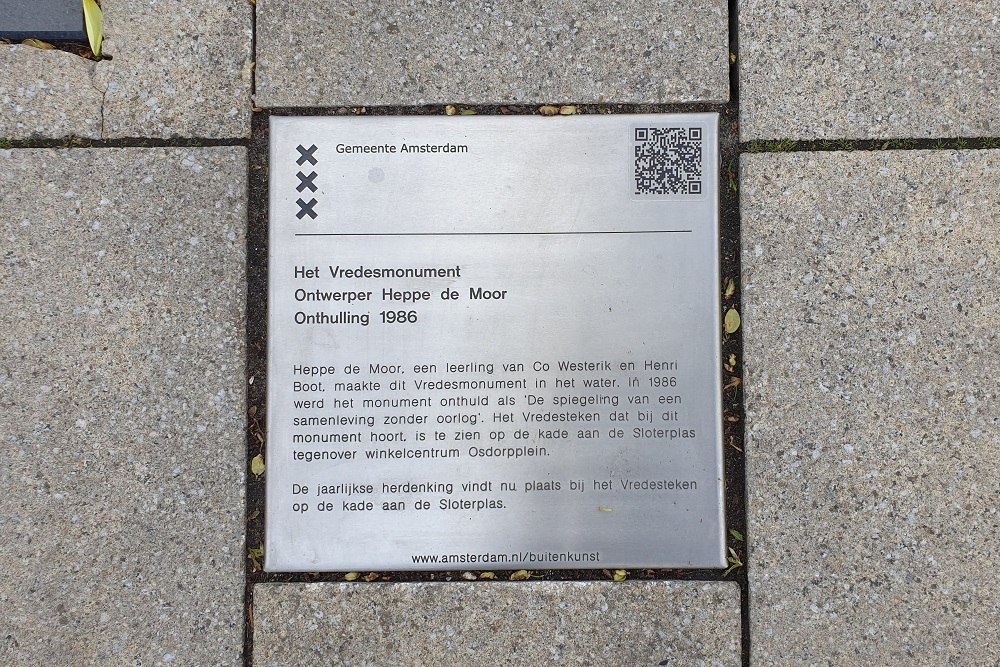 Gemeente Amsterdam
Het Vredesmonument
Ontwerper Heppe de Moor
Onthulling 1986
Heppe de Moor, een leerling van Co Westerik en Henri
Boot, maakte dit Vredesmonument in het water. In 1986
werd het monument onthuld als 'De spiegeling van een
samenleving zonder oorlog'. Het Vredesteken dat bij dit
monument hoort, is te zien op de kade aan de Sloterplas
tegenover winkelcentrum Osdorpplein.
De jaarlijkse herdenking vindt nu plaats bij het Vredesteken
op de kade aan de Sloterplas.
www.amsterdam.nl/buitenkunst